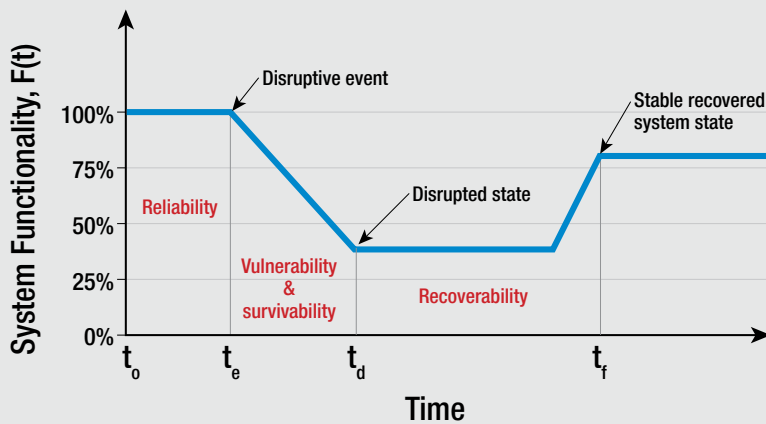 System Functionality, F(t)
100%
75%
50%
25%
0%
Disruptive event
Stable recovered
system state
Disrupted state
Reliability
Vulnerability
&
survivability
Recoverability
to
te
td
tf
Time